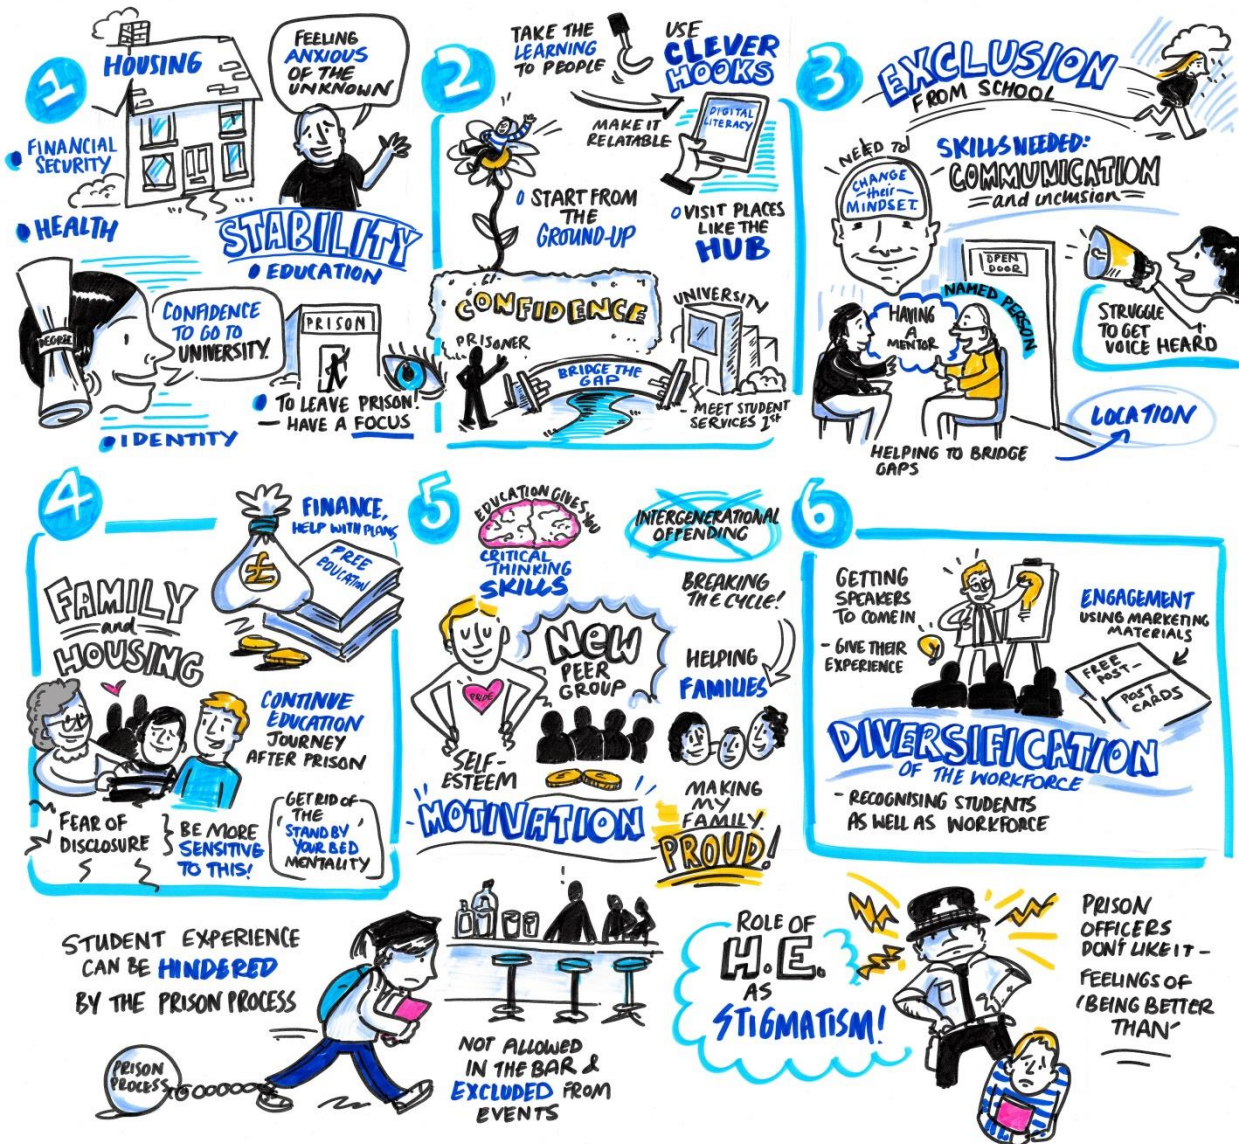 1
HOUSING
FINANCIAL
SECURITY
HEALTH
FEELING
ANXIOUS
OF THE
UNKNOWN
STABILITY
EDUCATION
DEGREE
CONFIDENCE
TO GO TO
UNIVERSITY.
IDENTITY
PRISON
TO LEAVE PRISON!
— HAVE A FOCUS
2
TAKE THE
LEARNING
TO PEOPLE
USE
CLEVER
HOOKS
MAKE IT
RELATABLE
DIGITAL
LITERACY
START FROM
THE
GROUND-UP
VISIT PLACES
LIKE THE
HUB
CONFIDENCE
PRISONER
BRIDGE THE
GAP
UNIVERSITY
- MEET STUDENT
SERVICES 1st
3
EXCLUSION
FROM SCHOOL
NEED TO
CHANGE
their
MINDSET.
SKILLS NEEDED:
COMMUNICATION
and inclusion
OPEN
DOOR
NAMED PERSON
HAVING
A
MENTOR
HELPING TO BRIDGE
GAPS
STRUGGLE
TO GET
VOICE HEARD
LOCATION
4
FINANCE,
HELP WITH PLANS
£
FREE
EDUCATION
FAMILY
and
HOUSING
CONTINUE
EDUCATION
JOURNEY
AFTER PRISON
FEAR OF
DISCLOSURE
BE MORE
SENSITIVE
TO THIS!
GET RID OF
THE
'STAND BY
YOUR BED
MENTALITY
5
EDUCATION GIVES YOU
CRITICAL
THINKING
SKILLS
INTERGENERATIONAL
OFFENDING
BREAKING
THE CYCLE!
PRIDE
SELF-
ESTEEM
NEW
PEER
GROUP
HELPING
FAMILIES
MOTIVATION
MAKING
MY
FAMILY
PROUD!
6
GETTING
SPEAKERS
TO COME IN
- GIVE THEIR
EXPERIENCE
?
ENGAGEMENT
USING MARKETING
MATERIALS
FREE
POST-
POST
CARDS
DIVERSIFICATION
OF THE WORKFORCE
- RECOGNISING STUDENTS
AS WELL AS WORKFORCE
STUDENT EXPERIENCE
CAN BE HINDERED
BY THE PRISON PROCESS
PRISON
PROCESS
NOT ALLOWED
IN THE BAR &
EXCLUDED FROM
EVENTS
ROLE OF
H.E.
AS
STIGMATISM!
PRISON
OFFICERS
DON'T LIKE IT -
FEELINGS OF
'BEING BETTER
THAN'